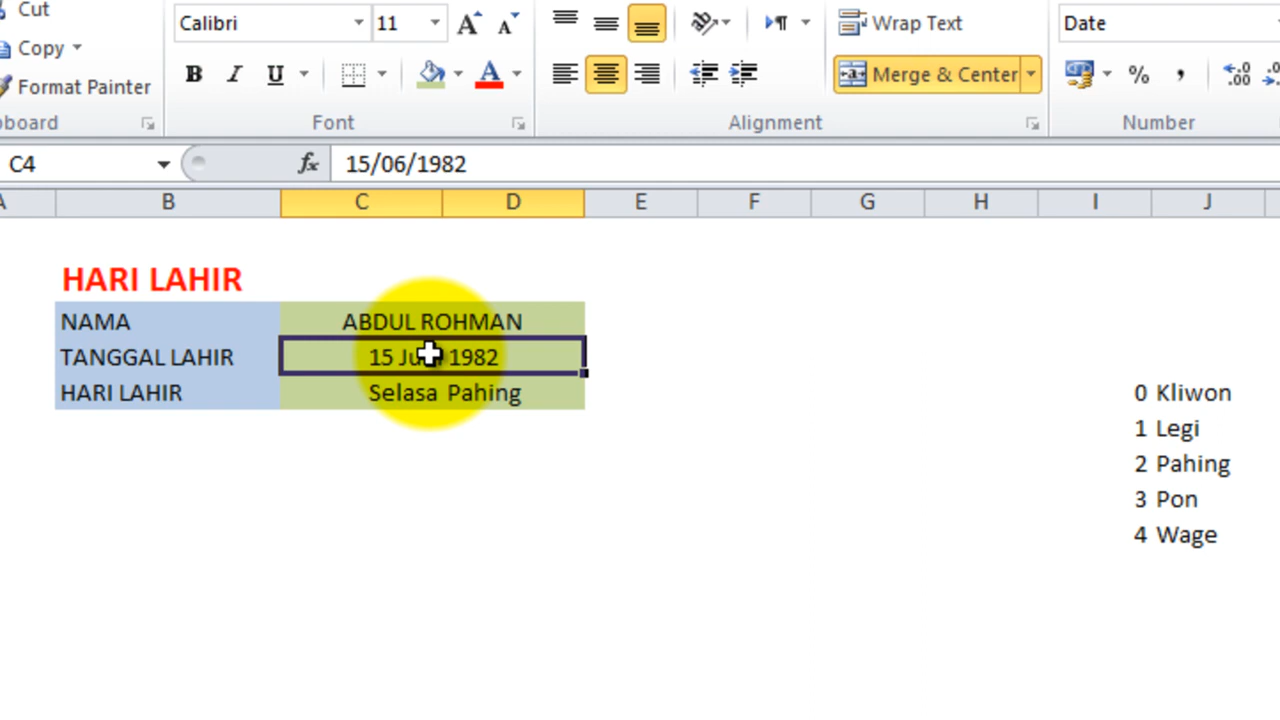 Cut
Copy
Format Painter
Calibri 11 A A
B I U A
Wrap Text
Merge & Center
Date
% , .00
Font
Alignment
Number
C4 fx 15/06/1982
B C D E F G H I J
HARI LAHIR
NAMA ABDUL ROHMAN
TANGGAL LAHIR 15 1982
HARI LAHIR Selasa Pahing
0 Kliwon
1 Legi
2 Pahing
3 Pon
4 Wage